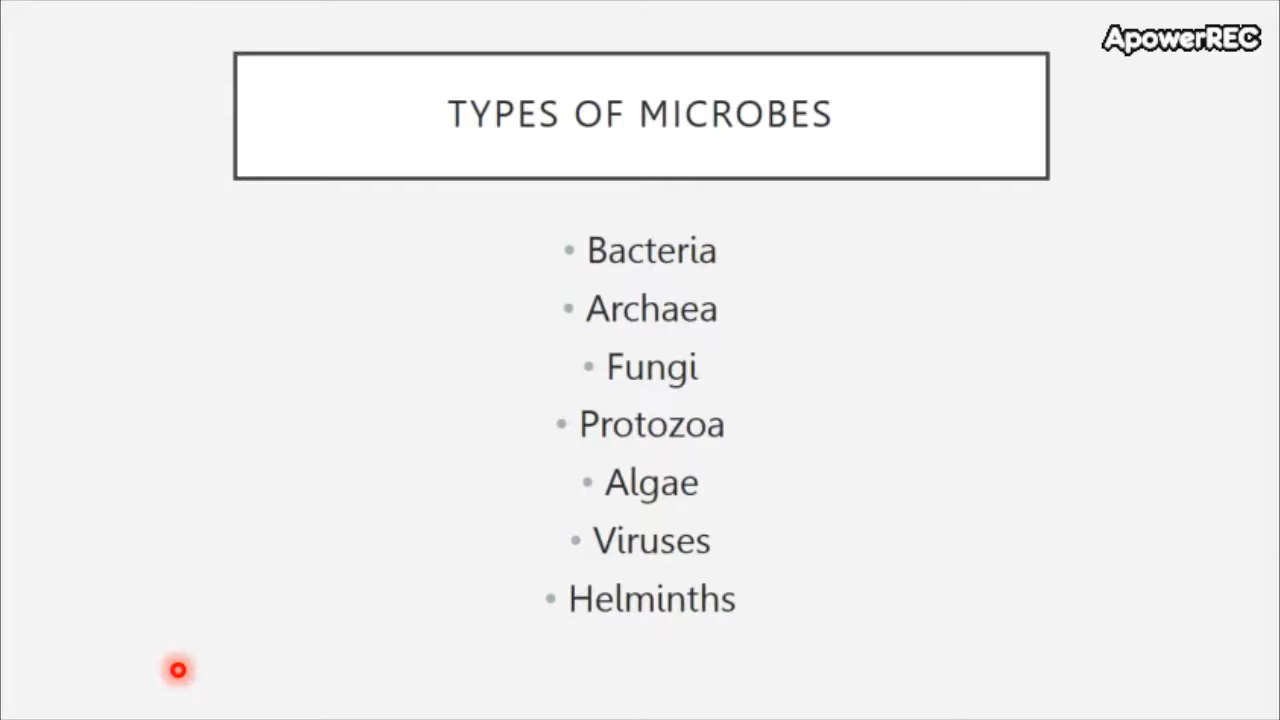 ApowerREC
TYPES OF MICROBES
• Bacteria
• Archaea
• Fungi
• Protozoa
• Algae
• Viruses
• Helminths